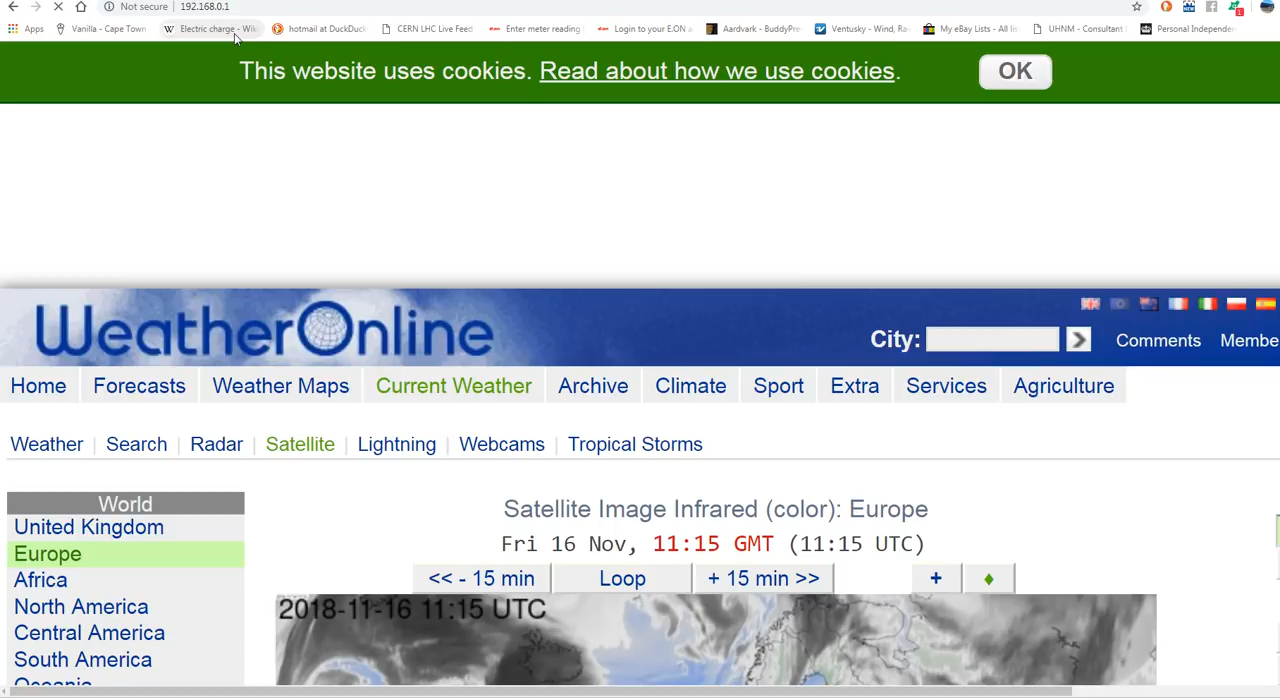 Not secure 192.168.0.1
Apps Vanilla - Cape Town Electric charge - Wik hotmail at DuckDuck CERN LHC Live Feed Enter meter reading Login to your E.ON a Aardvark - BuddyPre Ventusky - Wind, Ra My eBay Lists - All lis UHNM - Consultant Personal Independen
1
This website uses cookies. Read about how we use cookies. OK
WeatherOnline
City: > Comments Membe
Home Forecasts Weather Maps Current Weather Archive Climate Sport Extra Services Agriculture
Weather Search Radar Satellite Lightning Webcams Tropical Storms
World
United Kingdom
Europe
Africa
North America
Central America
South America
Oceania
Satellite Image Infrared (color): Europe
Fri 16 Nov, 11:15 GMT (11:15 UTC)
<< - 15 min Loop + 15 min >> +
2018-11-16 11:15 UTC